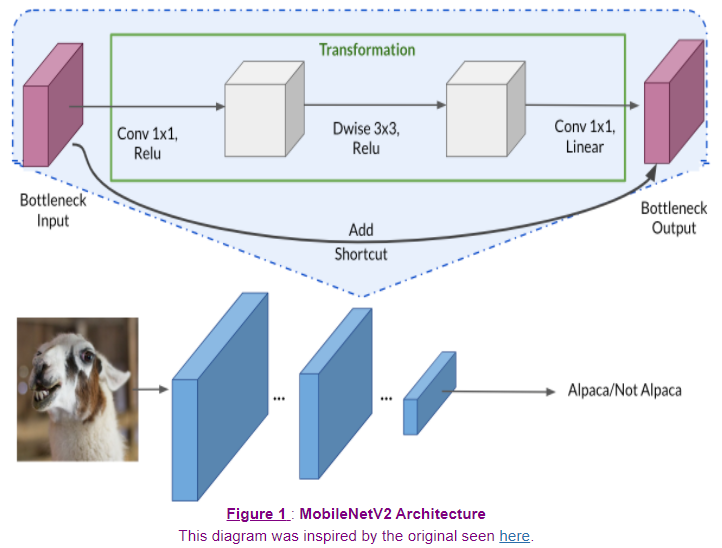 Transformation
Conv 1x1,
Relu
Dwise 3x3,
Relu
Conv 1x1,
Linear
Bottleneck
Input
Add
Shortcut
Bottleneck
Output
...
...
Alpaca/Not Alpaca
Figure 1 : MobileNetV2 Architecture
This diagram was inspired by the original seen here.